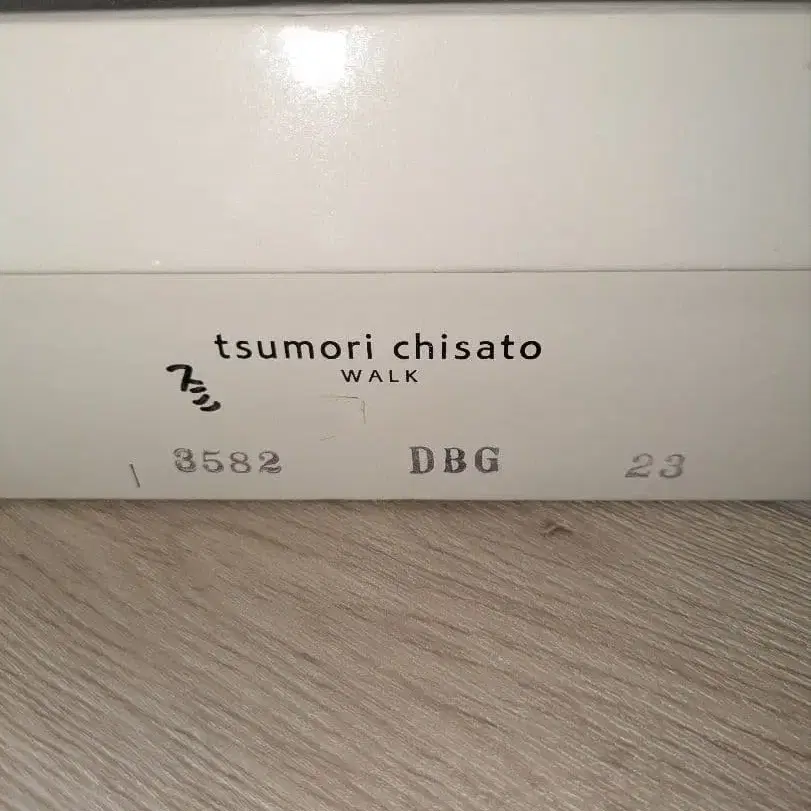 tsumori chisato
WALK
3582 DBG 23